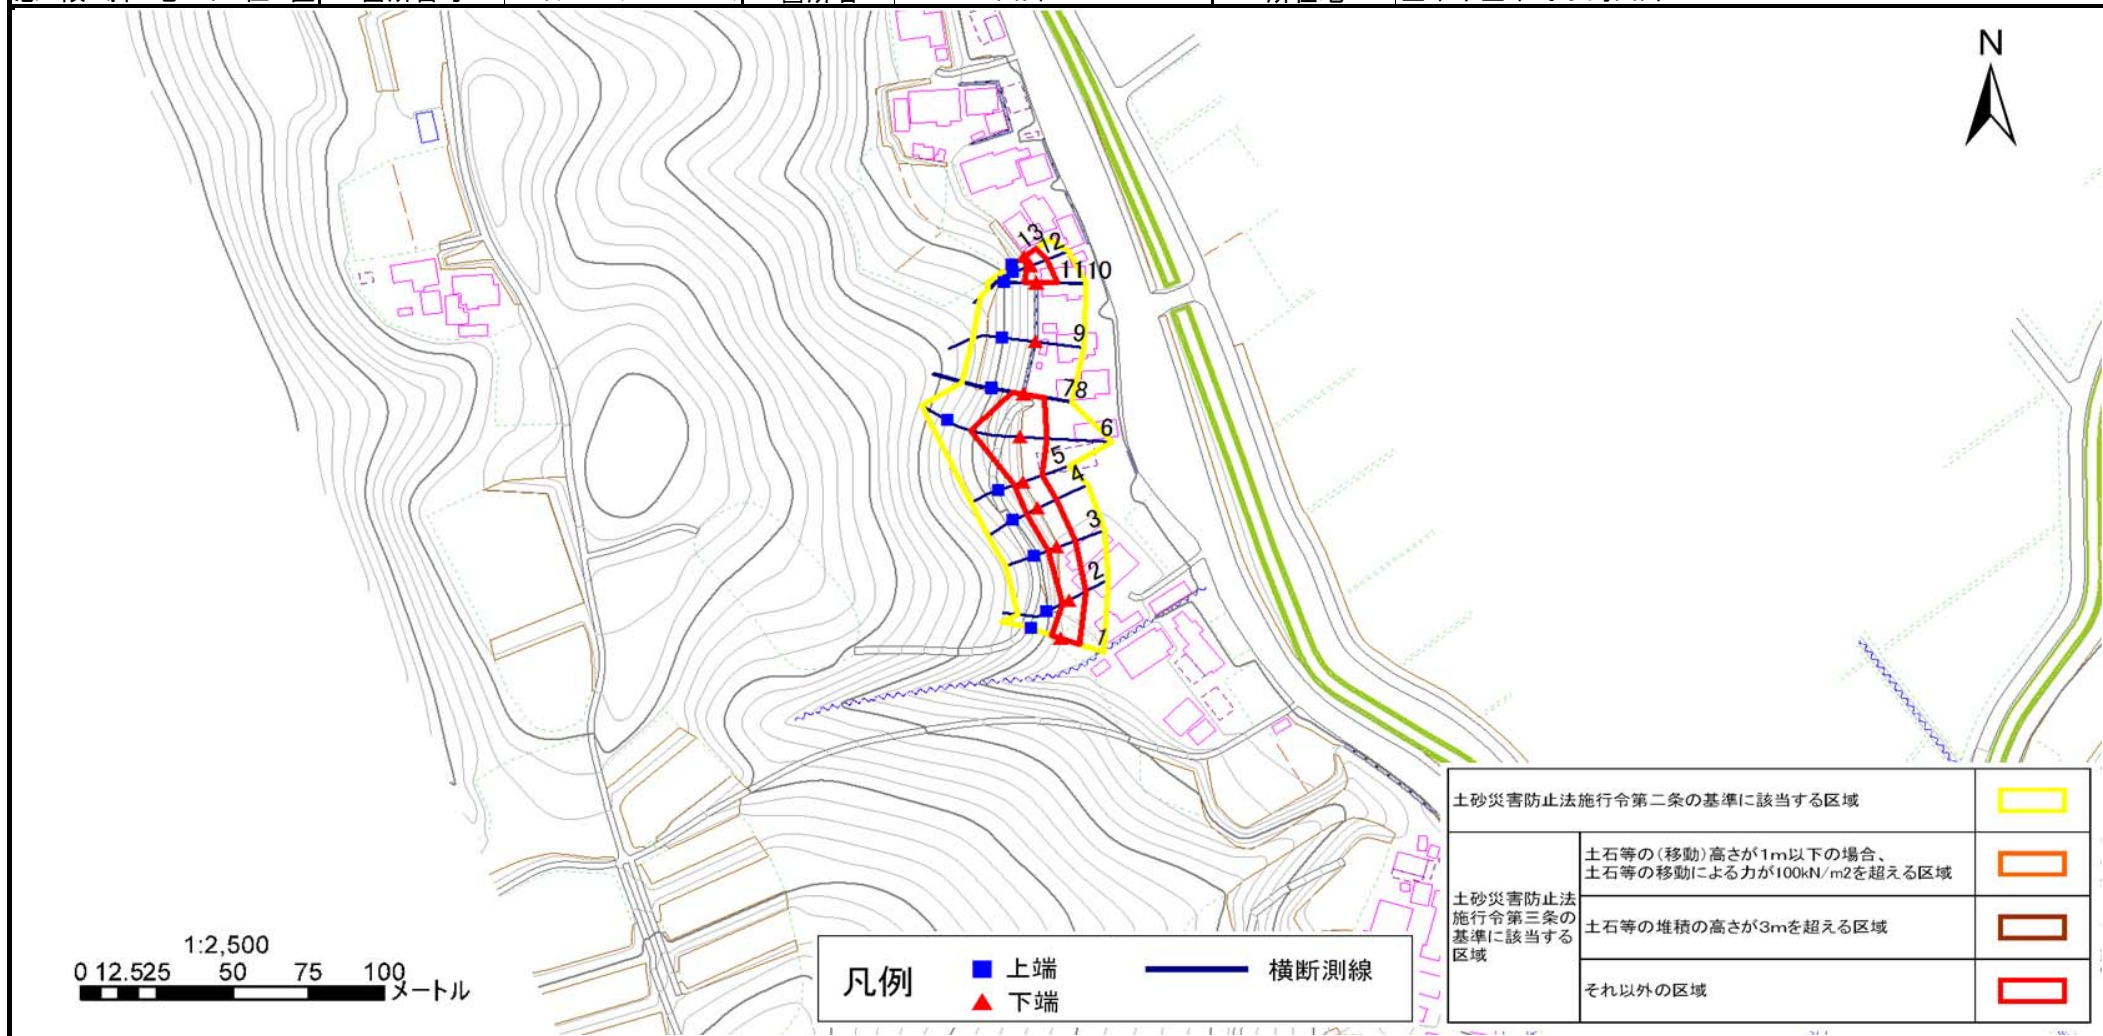 N
13
12
11 10
9
7 8
6
5
4
3
2
1
土砂災害防止法施行令第二条の基準に該当する区域
土石等の(移動)高さが1m以下の場合、
土石等の移動による力が100kN/m2を超える区域
土砂災害防止法
施行令第三条の
基準に該当する
区域
土石等の堆積の高さが3mを超える区域
それ以外の区域
1:2,500
0 12.525 50 75 100
メートル
凡例
上端
下端
横断測線